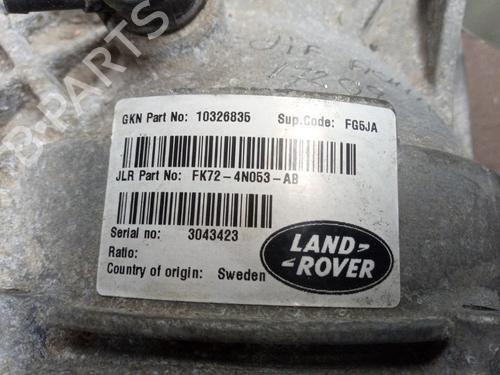 GKN Part No: 10326835 Sup.Code: FG5JA
JLR Part No: FK72-4N053-AB
Serial no: 3043423
Ratio:
Country of origin: Sweden
LAND-
-ROVER
B-PARTS